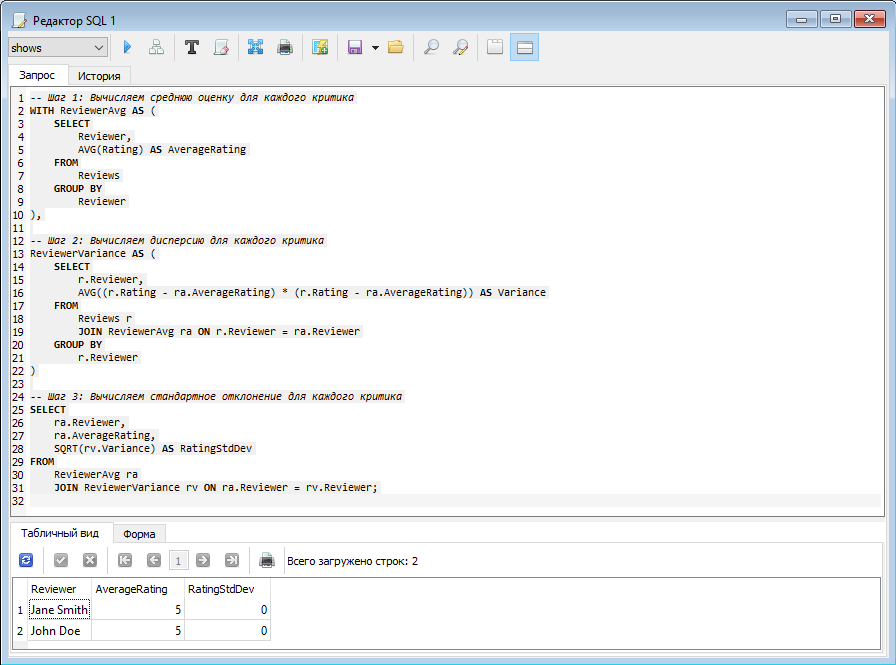 Редактор SQL 1
shows
Запрос История
1 -- Шаг 1: Вычисляем среднюю оценку для каждого критика
2 WITH ReviewerAvg AS (
3 SELECT
4 Reviewer,
5 AVG(Rating) AS AverageRating
6 FROM
7 Reviews
8 GROUP BY
9 Reviewer
10 ),
11
12 -- Шаг 2: Вычисляем дисперсию для каждого критика
13 ReviewerVariance AS (
14 SELECT
15 r.Reviewer,
16 AVG((r.Rating - ra.AverageRating) * (r.Rating - ra.AverageRating)) AS Variance
17 FROM
18 Reviews r
19 JOIN ReviewerAvg ra ON r.Reviewer = ra.Reviewer
20 GROUP BY
21 r.Reviewer
22 )
23
24 -- Шаг 3: Вычисляем стандартное отклонение для каждого критика
25 SELECT
26 ra.Reviewer,
27 ra.AverageRating,
28 SQRT(rv.Variance) AS RatingStdDev
29 FROM
30 ReviewerAvg ra
31 JOIN ReviewerVariance rv ON ra.Reviewer = rv.Reviewer;
32
Табличный вид Форма
1 Всего загружено строк: 2
Reviewer AverageRating RatingStdDev
1 Jane Smith 5 0
2 John Doe 5 0